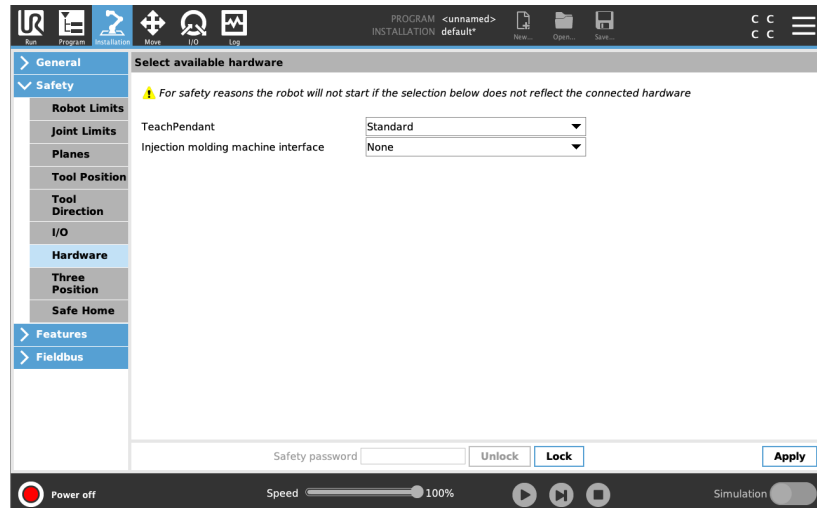 UR
PROGRAM <unnamed>
INSTALLATION default*
C C
C C
Run Program Installation Move I/O Log New... Open... Save...
General
Safety
Robot Limits
Joint Limits
Planes
Tool Position
Tool
Direction
I/O
Hardware
Three
Position
Safe Home
Features
Fieldbus
Select available hardware
! For safety reasons the robot will not start if the selection below does not reflect the connected hardware
TeachPendant Standard
Injection molding machine interface None
Safety password Unlock Lock Apply
Power off Speed 100% Simulation